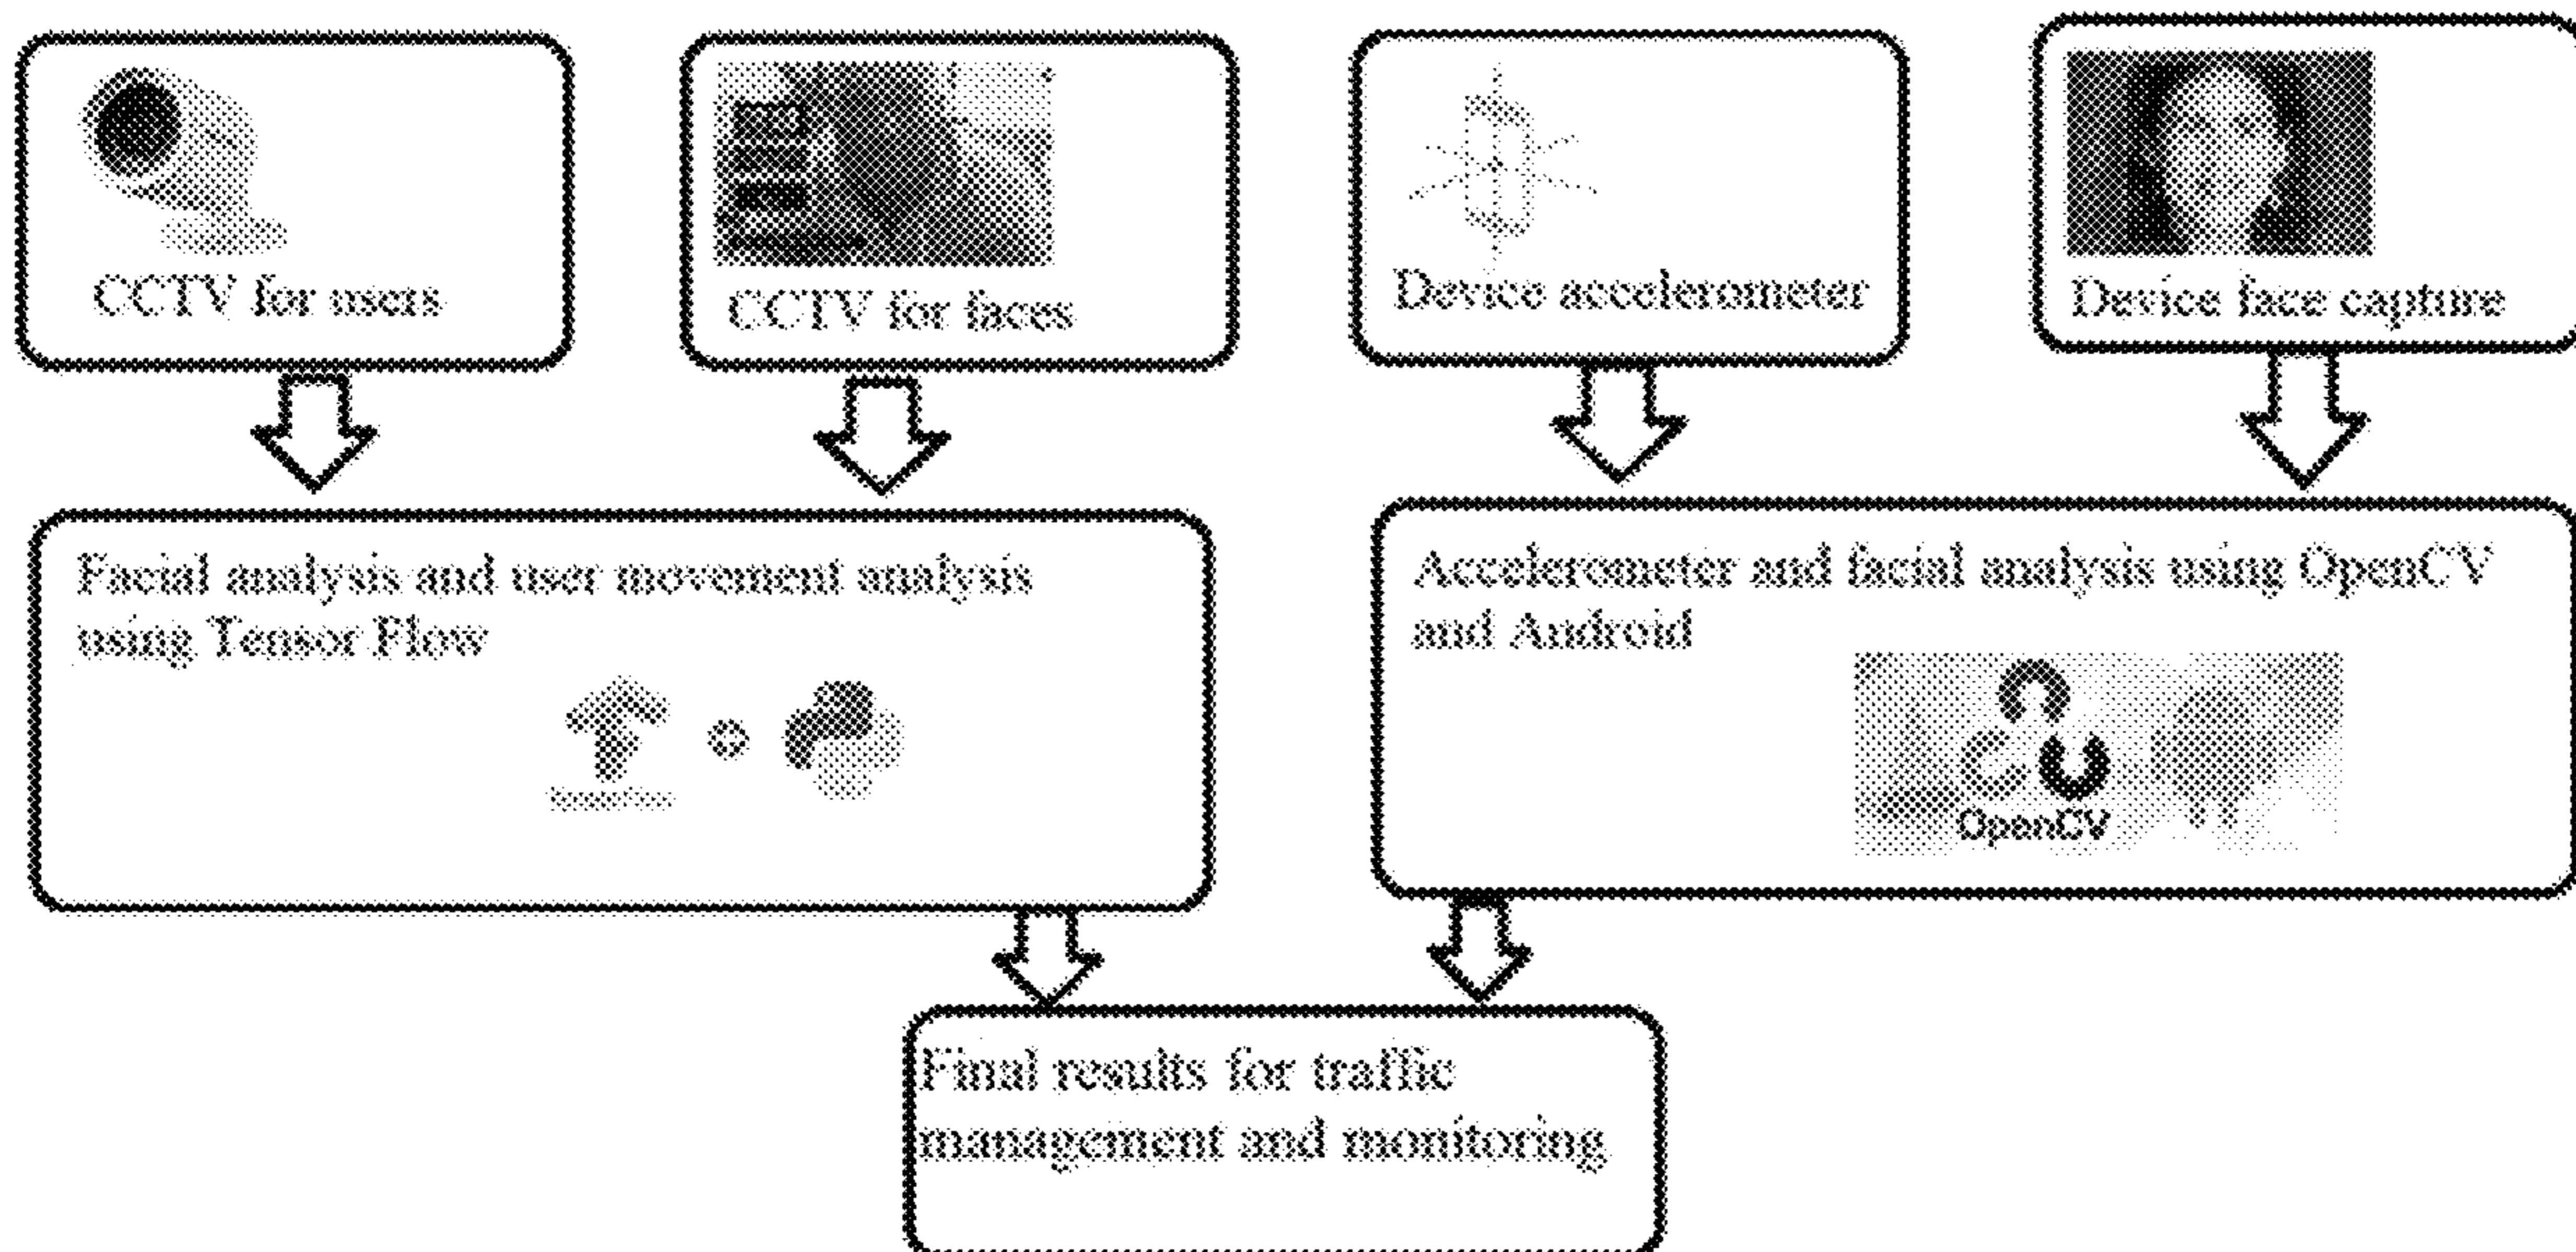 CCTV for users
CCTV for faces
Device accelerometer
Device face capture
Facial analysis and user movement analysis
using Tensor Flow
Accelerometer and facial analysis using OpenCV
and Android
OpenCV
Final results for traffic
management and monitoring